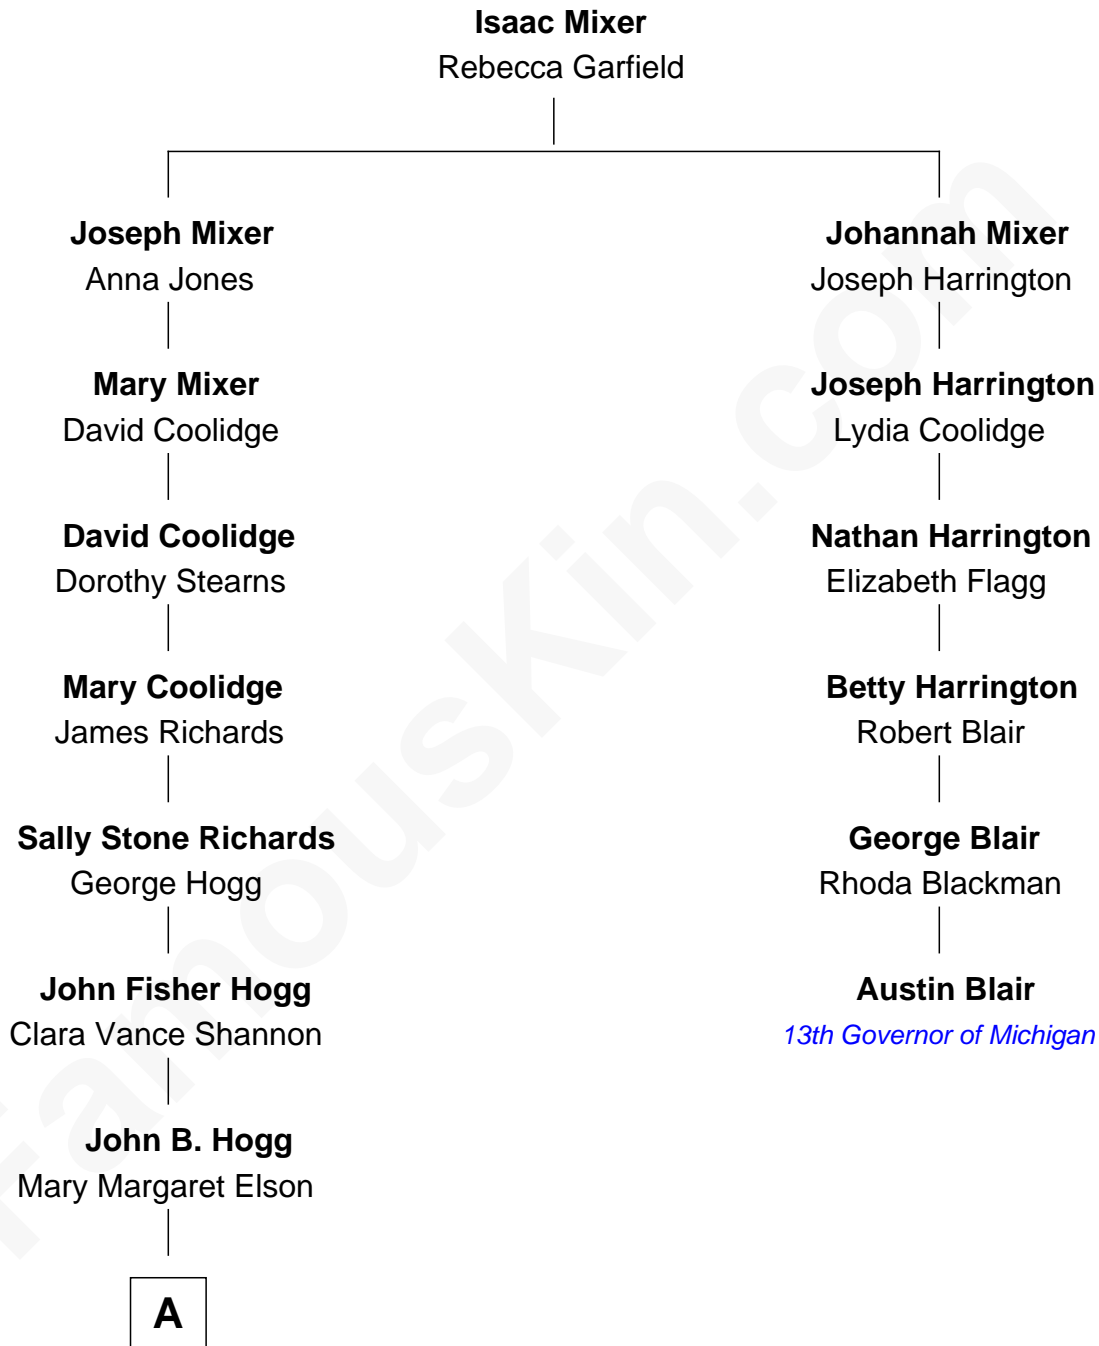 Isaac Mixer
Rebecca Garfield
Joseph Mixer
Anna Jones
Johannah Mixer
Joseph Harrington
Mary Mixer
David Coolidge
Joseph Harrington
Lydia Coolidge
David Coolidge
Dorothy Stearns
Nathan Harrington
Elizabeth Flagg
Mary Coolidge
James Richards
Betty Harrington
Robert Blair
Sally Stone Richards
George Hogg
George Blair
Rhoda Blackman
John Fisher Hogg
Clara Vance Shannon
Austin Blair
13th Governor of Michigan
John B. Hogg
Mary Margaret Elson
A
FamousKin.com